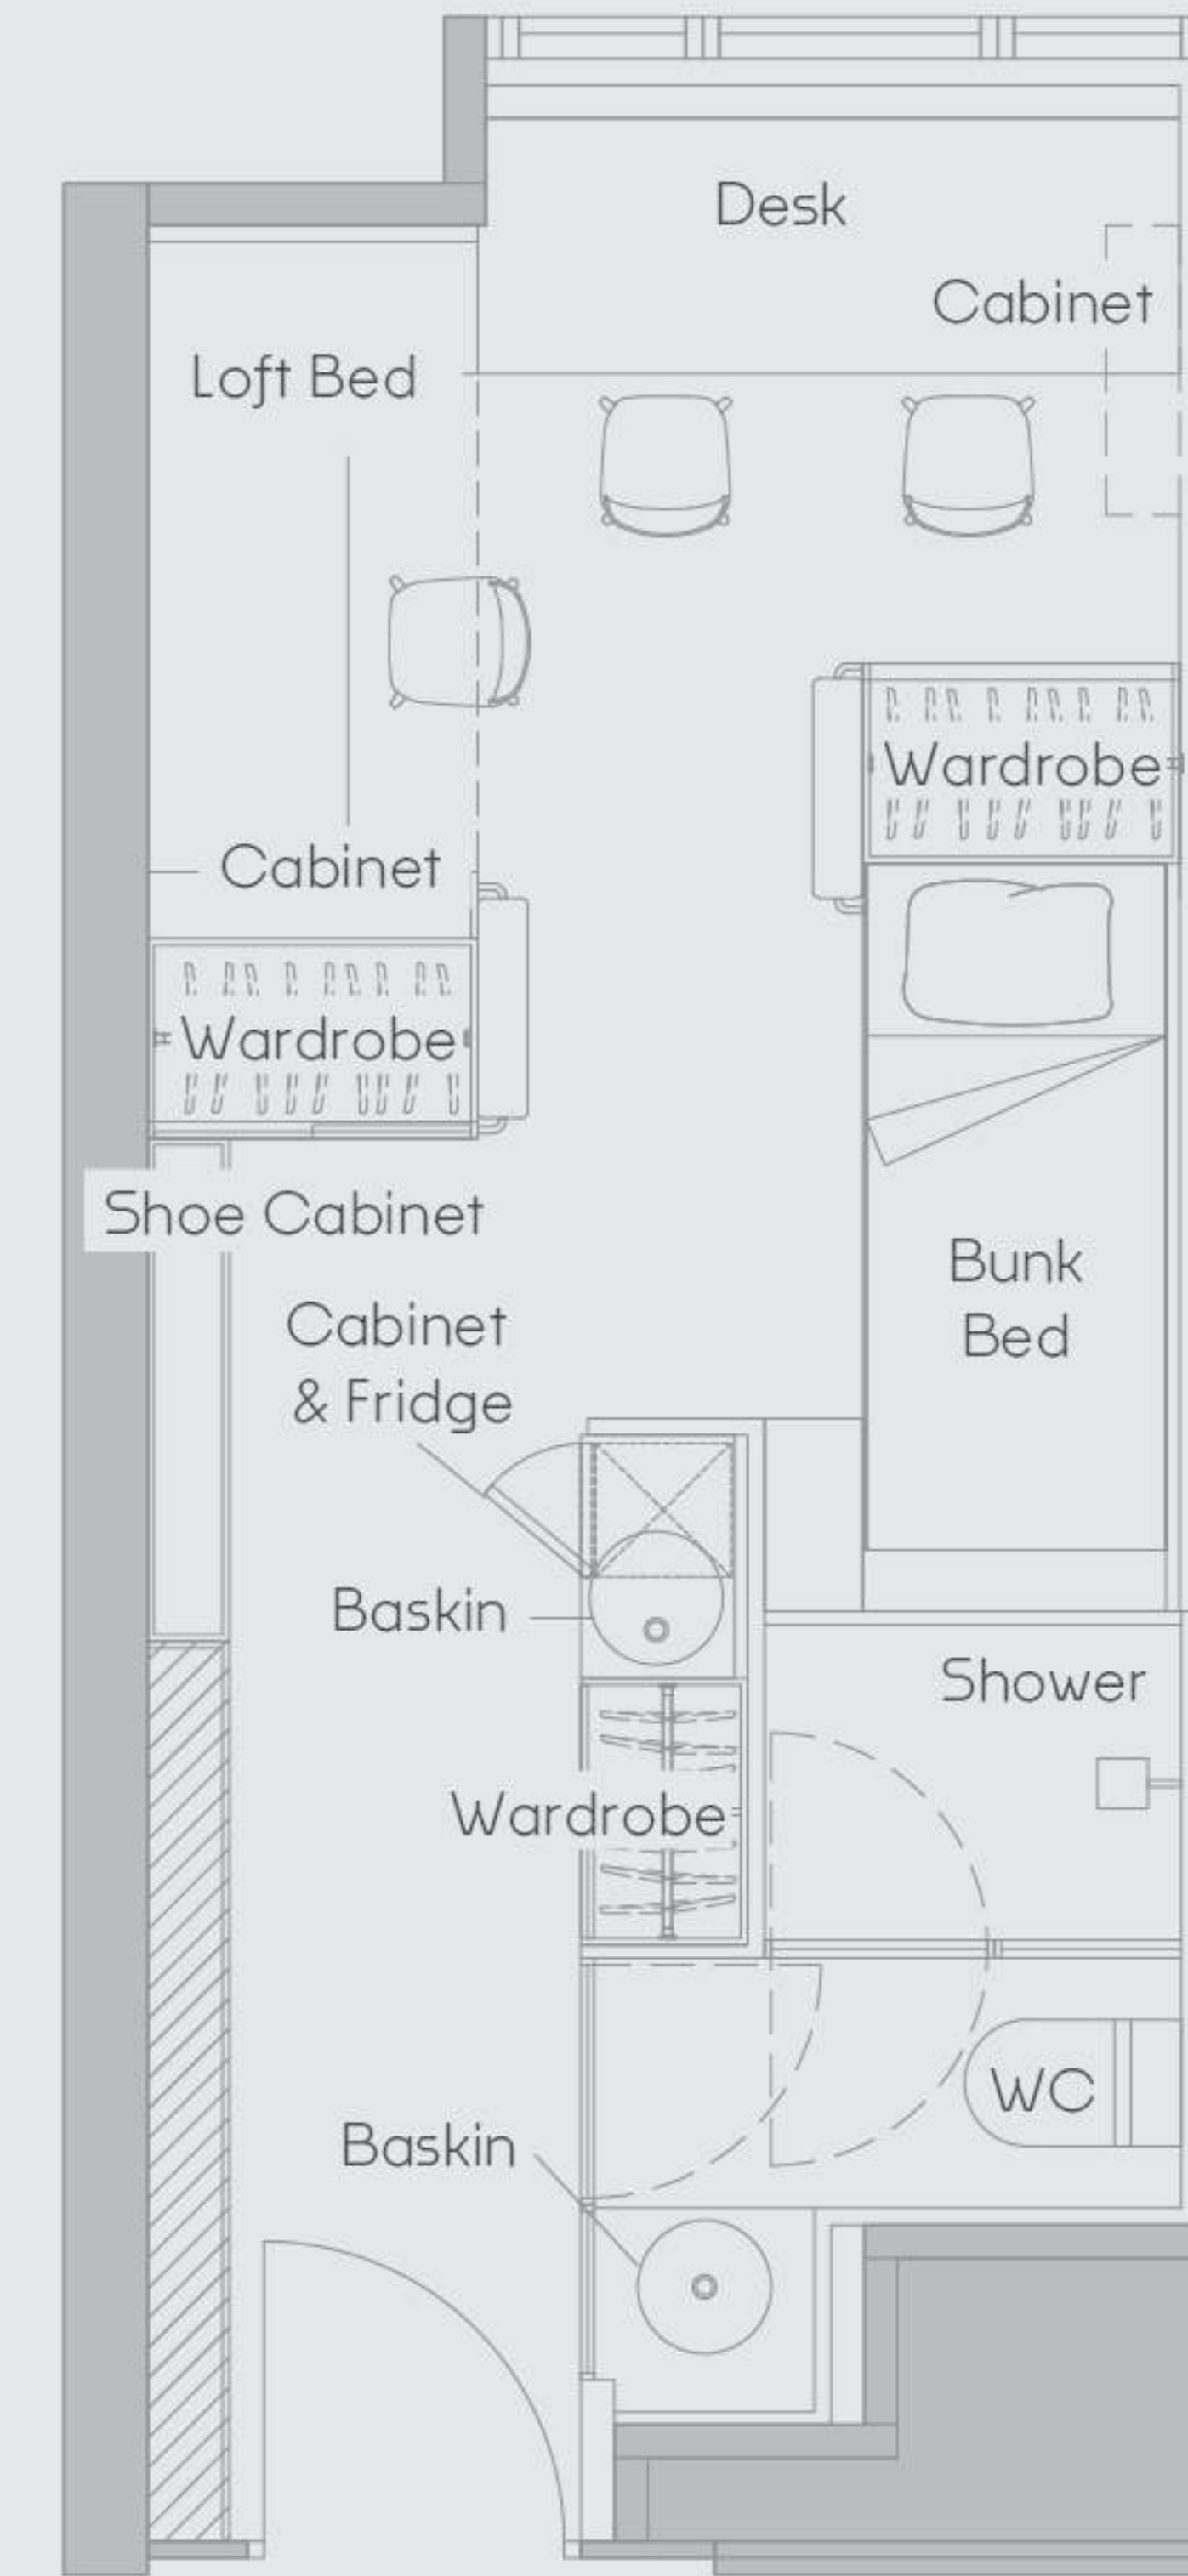 Desk
Cabinet
Loft Bed
Wardrobe
Cabinet
Wardrobe
Shoe Cabinet
Bunk
Bed
Cabinet
& Fridge
Baskin
Shower
Wardrobe
WC
Baskin